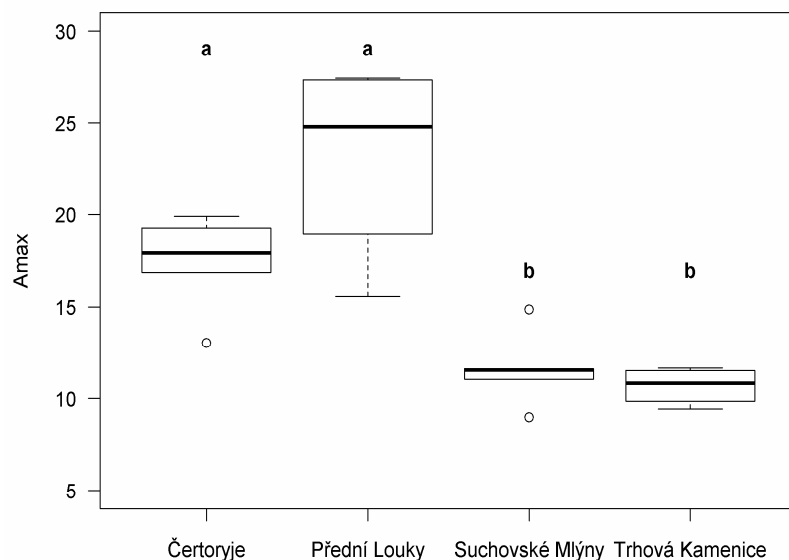 30
25
20
15
10
5
Amax
a
a
b
b
Čertoryje
Přední Louky
Suchovské Mlýny
Trhová Kamenice